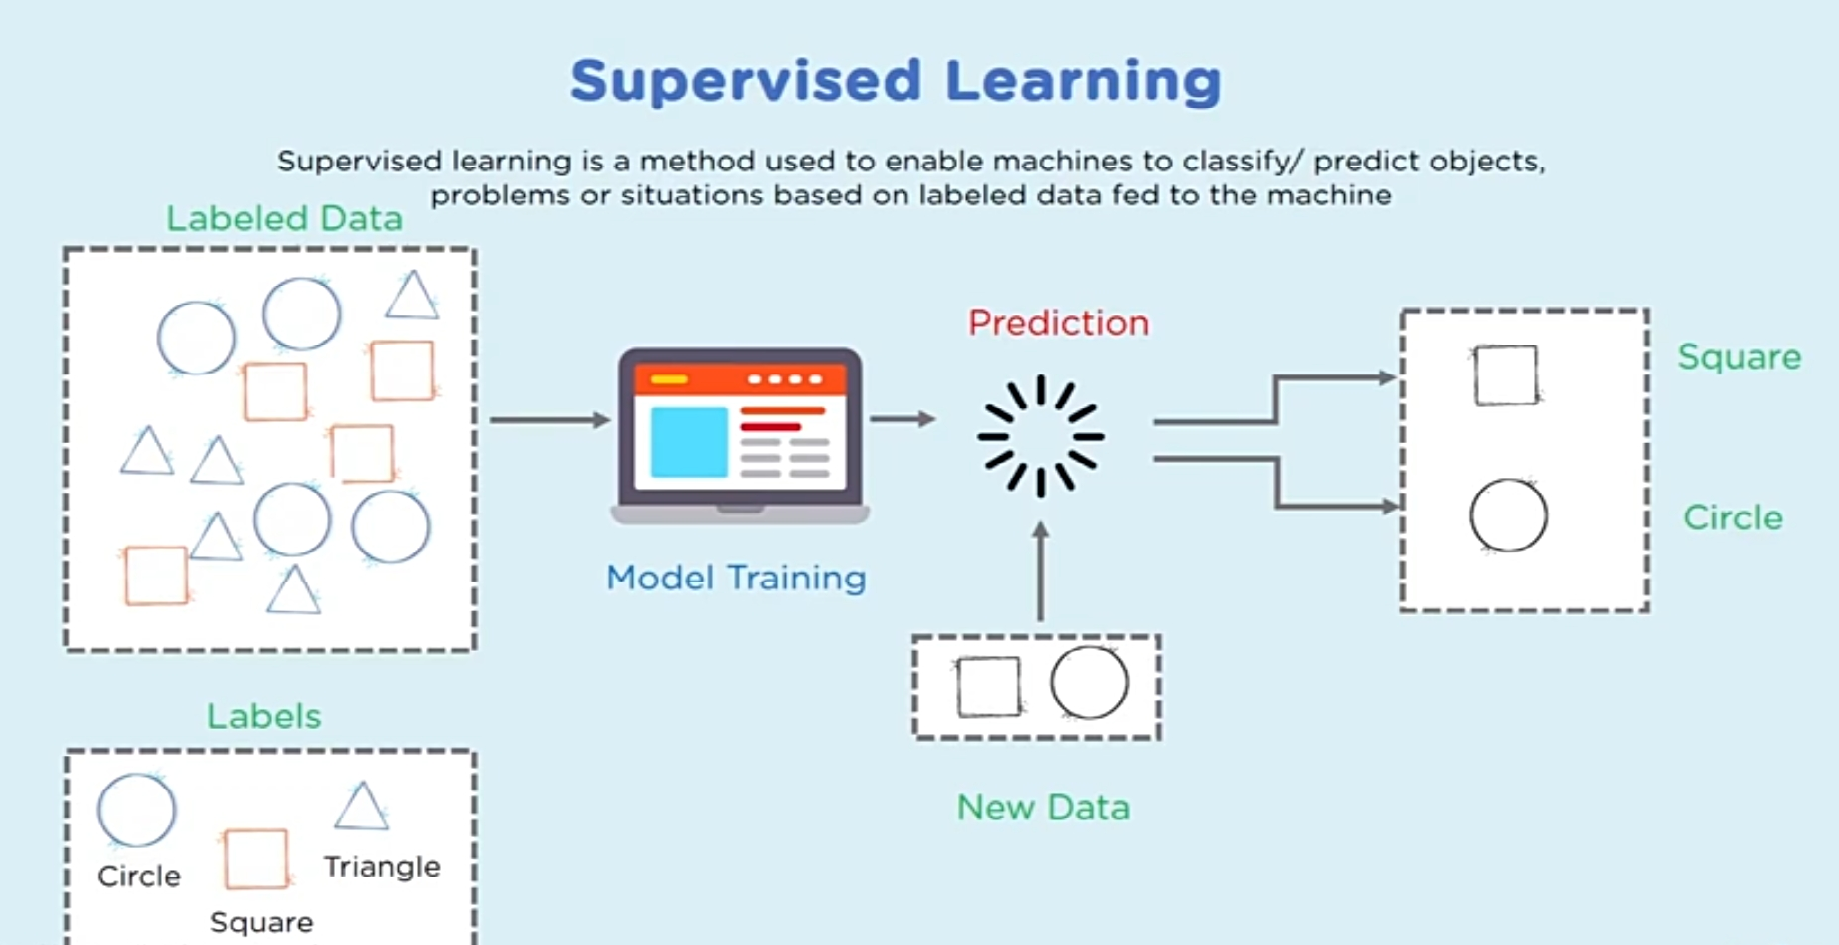 Supervised Learning
Supervised learning is a method used to enable machines to classify/ predict objects,
problems or situations based on labeled data fed to the machine
Labeled Data
Prediction
Square
Circle
Model Training
Labels
New Data
Circle
Triangle
Square